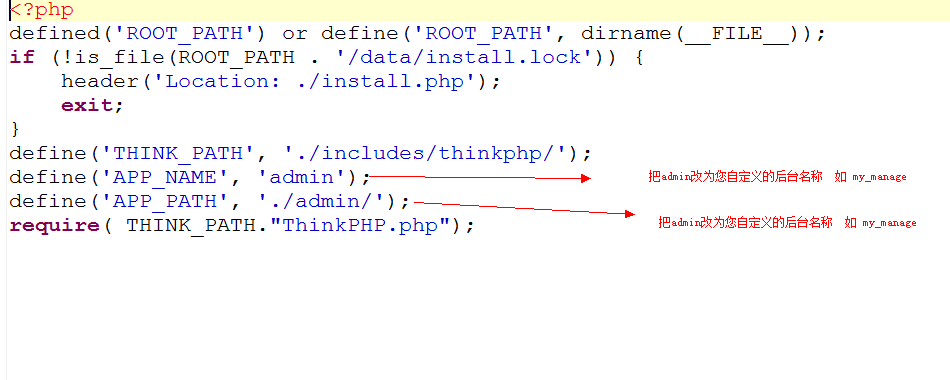 <?php
defined('ROOT_PATH') or define('ROOT_PATH', dirname(__FILE__));
if (!is_file(ROOT_PATH . '/data/install.lock')) {
    header('Location: ./install.php');
    exit;
}
define('THINK_PATH', './includes/thinkphp/');
define('APP_NAME', 'admin'); 把admin改为您自定义的后台名称 如 my_manage
define('APP_PATH', './admin/'); 把admin改为您自定义的后台名称 如 my_manage
require( THINK_PATH."ThinkPHP.php");